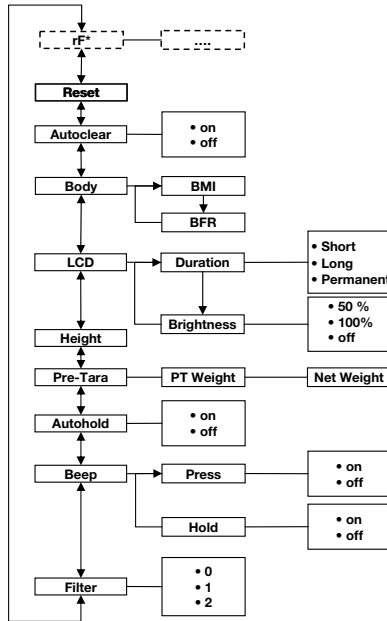 rF*
....
Reset
Autoclear
• on
• off
Body
BMI
BFR
LCD
Duration
• Short
• Long
• Permanent
Brightness
• 50 %
• 100%
• off
Height
Pre-Tara
PT Weight
Net Weight
Autohold
• on
• off
Beep
Press
• on
• off
Hold
• on
• off
Filter
• 0
• 1
• 2